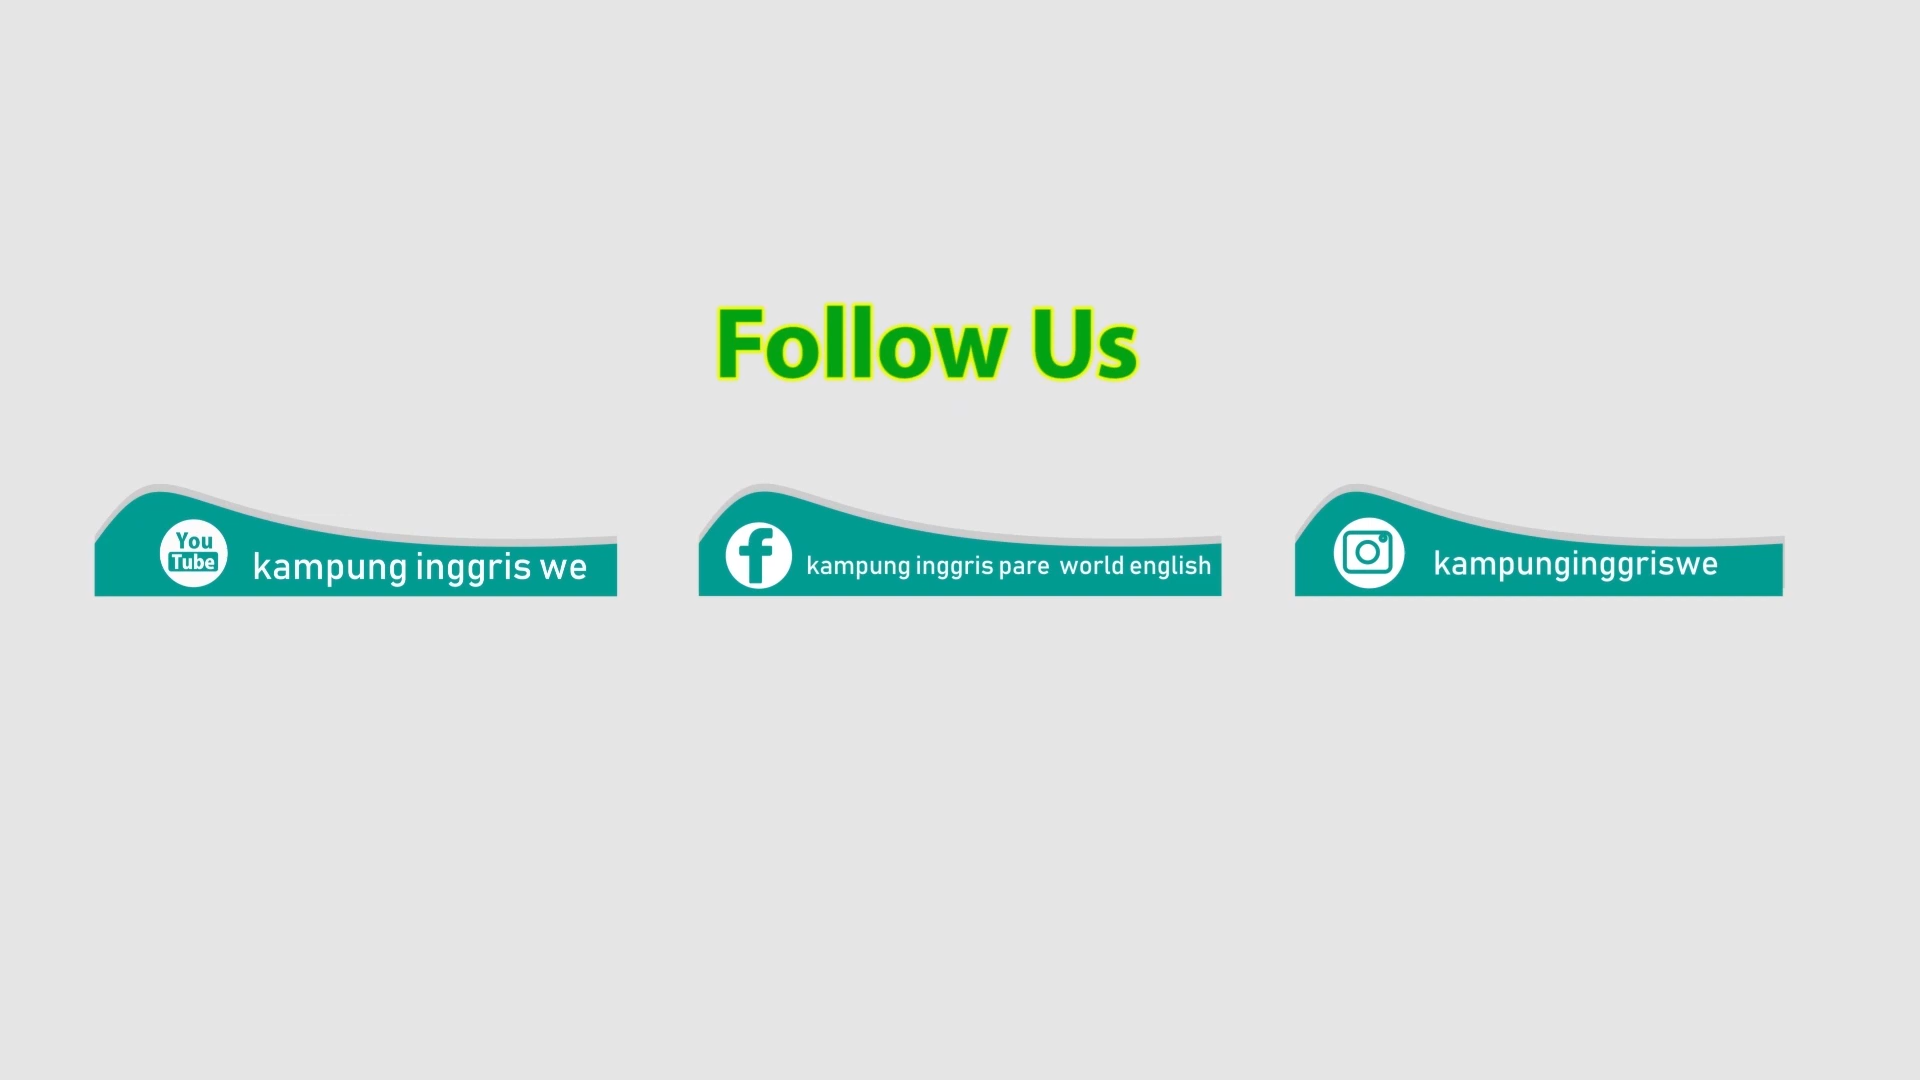 Follow Us
You
Tube
kampung inggris we
kampung inggris pare world english
kampunginggriswe